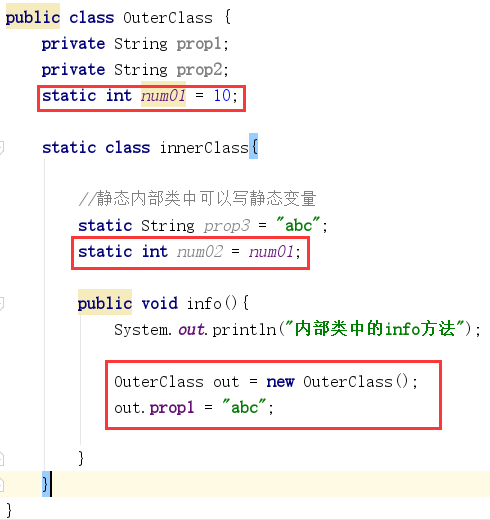 public class OuterClass {
private String prop1;
private String prop2;
static int num01 = 10;
static class innerClass{
//静态内部类中可以写静态变量
static String prop3 = "abc";
static int num02 = num01;
public void info(){
System.out.println("内部类中的info方法");
OuterClass out = new OuterClass();
out.prop1 = "abc";
}
}
}